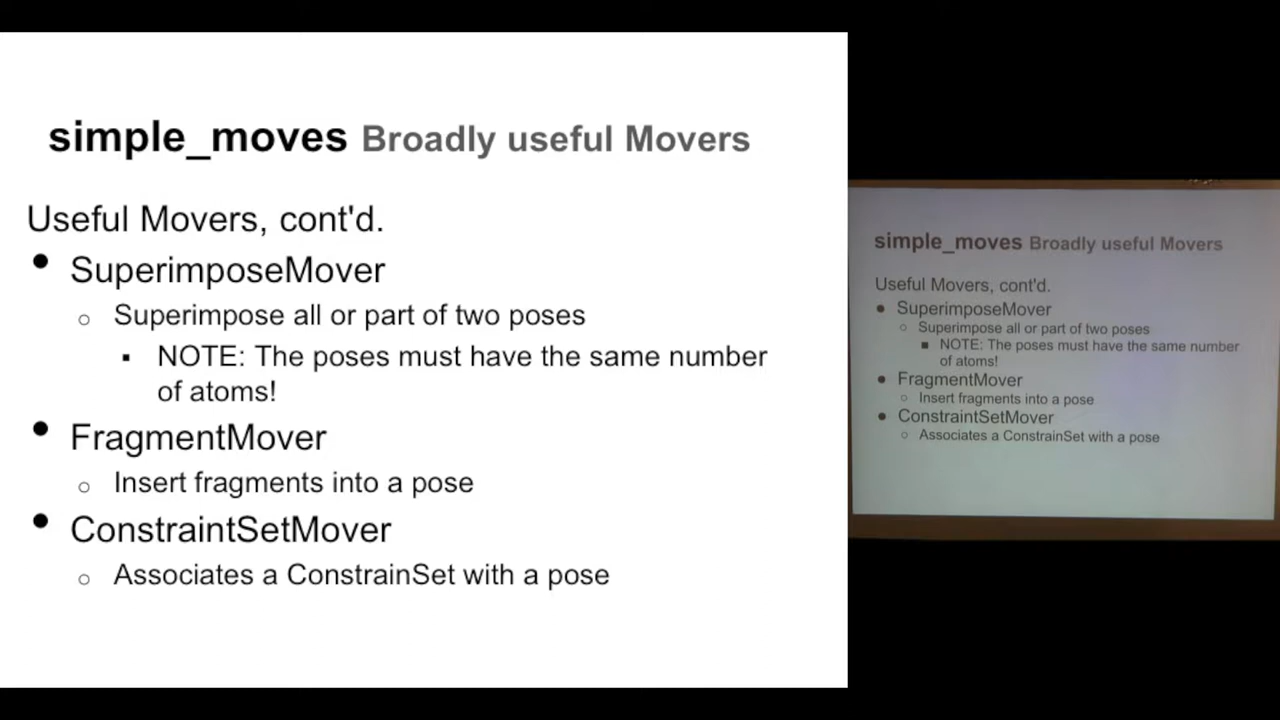 simple_moves Broadly useful Movers
Useful Movers, cont'd.
• SuperimposeMover
○ Superimpose all or part of two poses
▪ NOTE: The poses must have the same number
of atoms!
• FragmentMover
○ Insert fragments into a pose
• ConstraintSetMover
○ Associates a ConstrainSet with a pose
simple_moves Broadly useful Movers
Useful Movers, cont'd.
• SuperimposeMover
○ Superimpose all or part of two poses
■ NOTE: The poses must have the same number
of atoms!
• FragmentMover
○ Insert fragments into a pose
• ConstraintSetMover
○ Associates a ConstrainSet with a pose